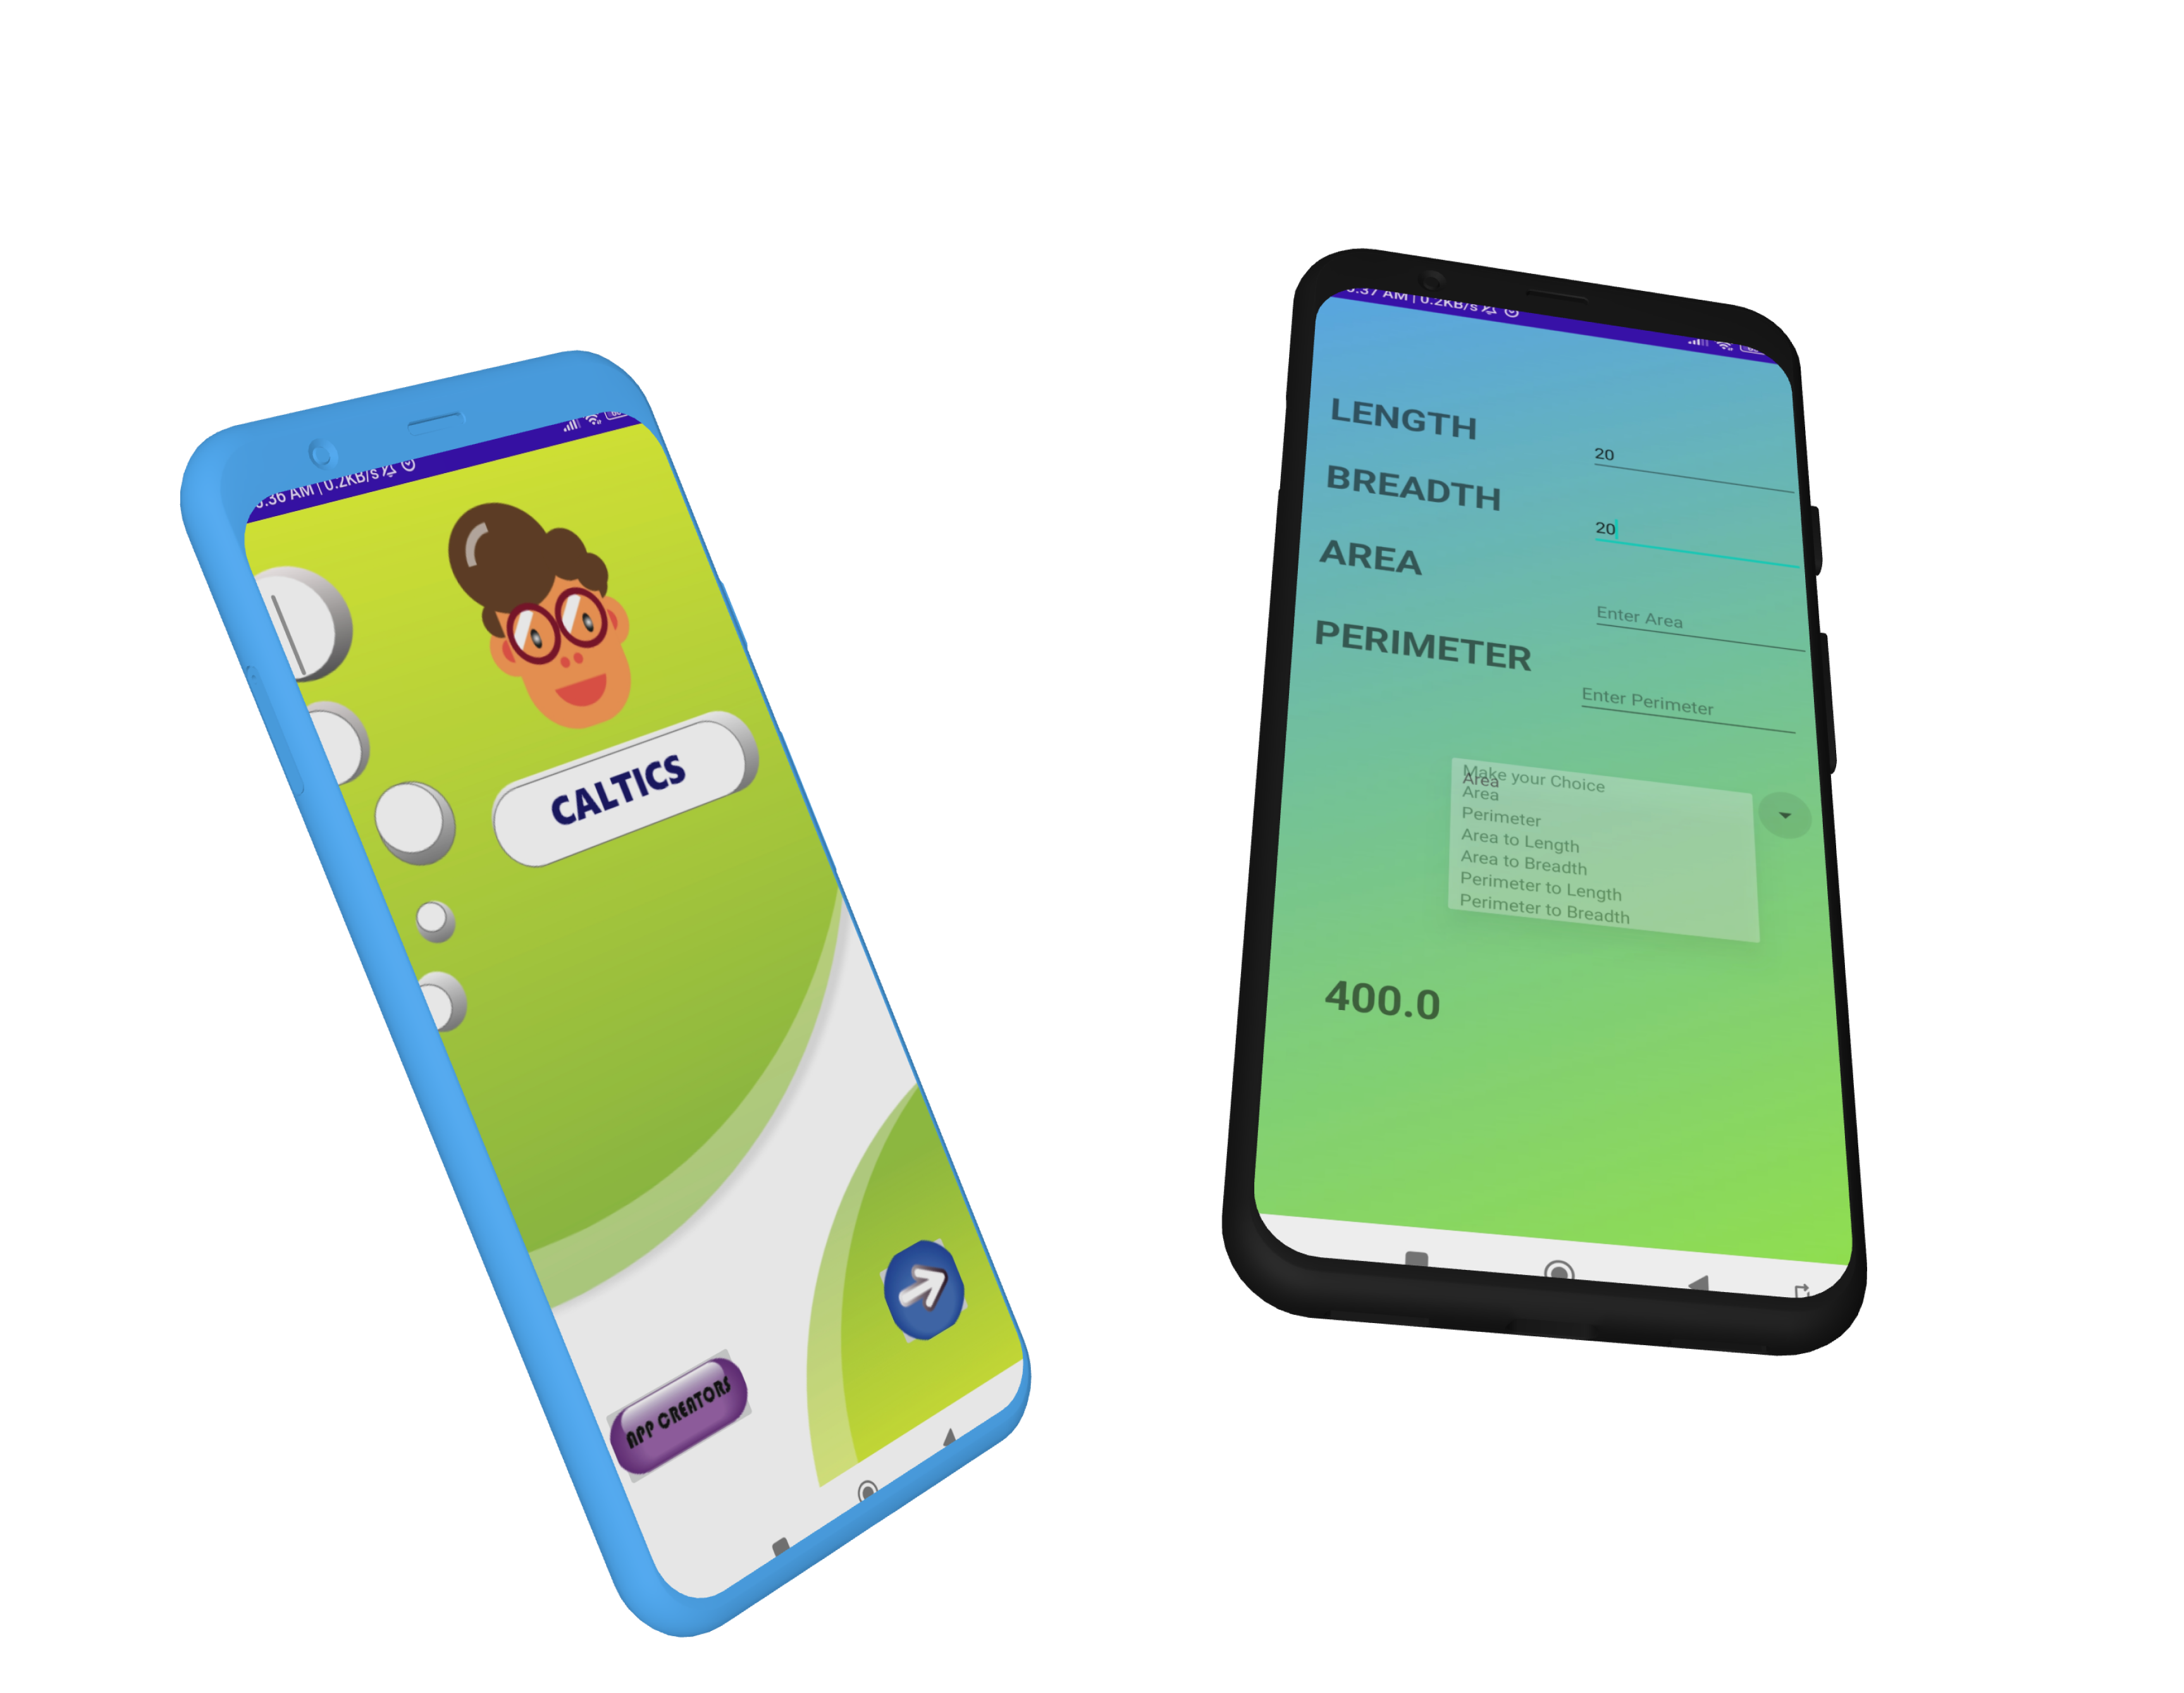 :36 AM | 0.2KB/s
CALTICS
APP CREATORS
:37 AM | 0.2KB/s
LENGTH
20
BREADTH
20
AREA
Enter Area
PERIMETER
Enter Perimeter
Make your Choice
Area
Area
Perimeter
Area to Length
Area to Breadth
Perimeter to Length
Perimeter to Breadth
400.0